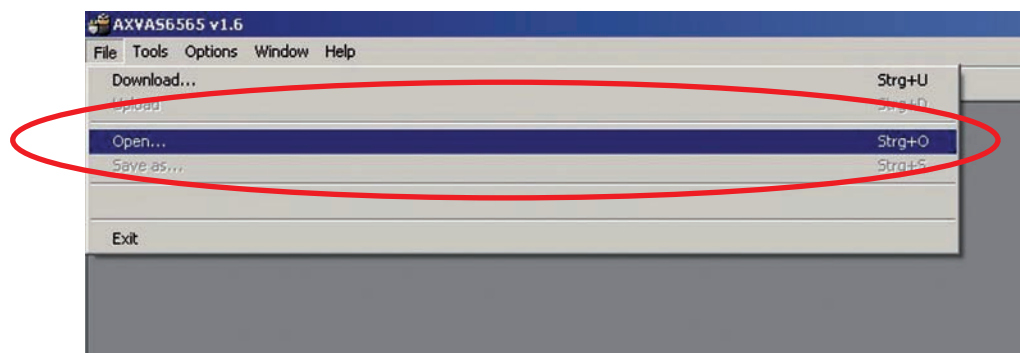 AXVAS6565 v1.6
File Tools Options Window Help
Download... Strg+U
Upload Strg+D
Open... Strg+O
Save as... Strg+S
Exit